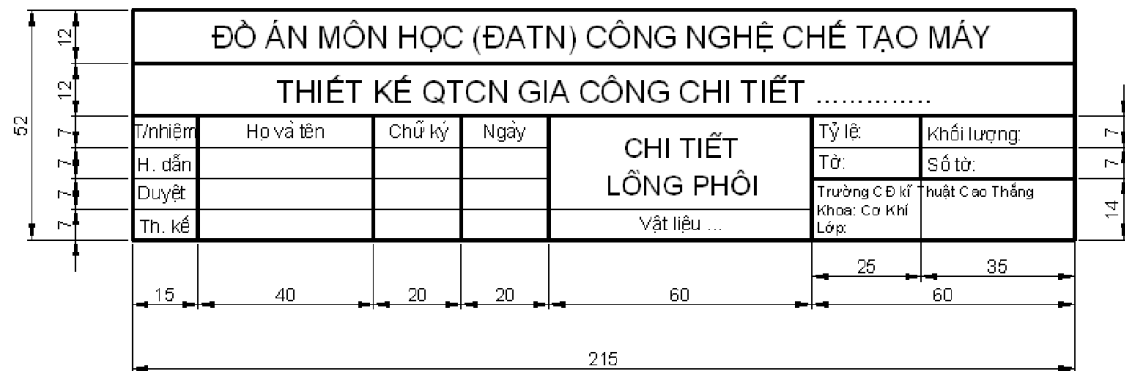 ĐỒ ÁN MÔN HỌC (ĐATN) CÔNG NGHỆ CHẾ TẠO MÁY
THIẾT KẾ QTCN GIA CÔNG CHI TIẾT ..............
T/nhiệm Họ và tên Chữ ký Ngày
H. dẫn
Duyệt
Th. kế
CHI TIẾT
LỒNG PHÔI
Vật liệu ...
Tỷ lệ: Khối lượng:
Tờ: Số tờ:
Trường CĐ kĩ Thuật Cao Thắng
Khoa: Cơ Khí
Lớp:
52
12
12
7
7
7
7
7
7
14
25 35
15 40 20 20 60 60
215